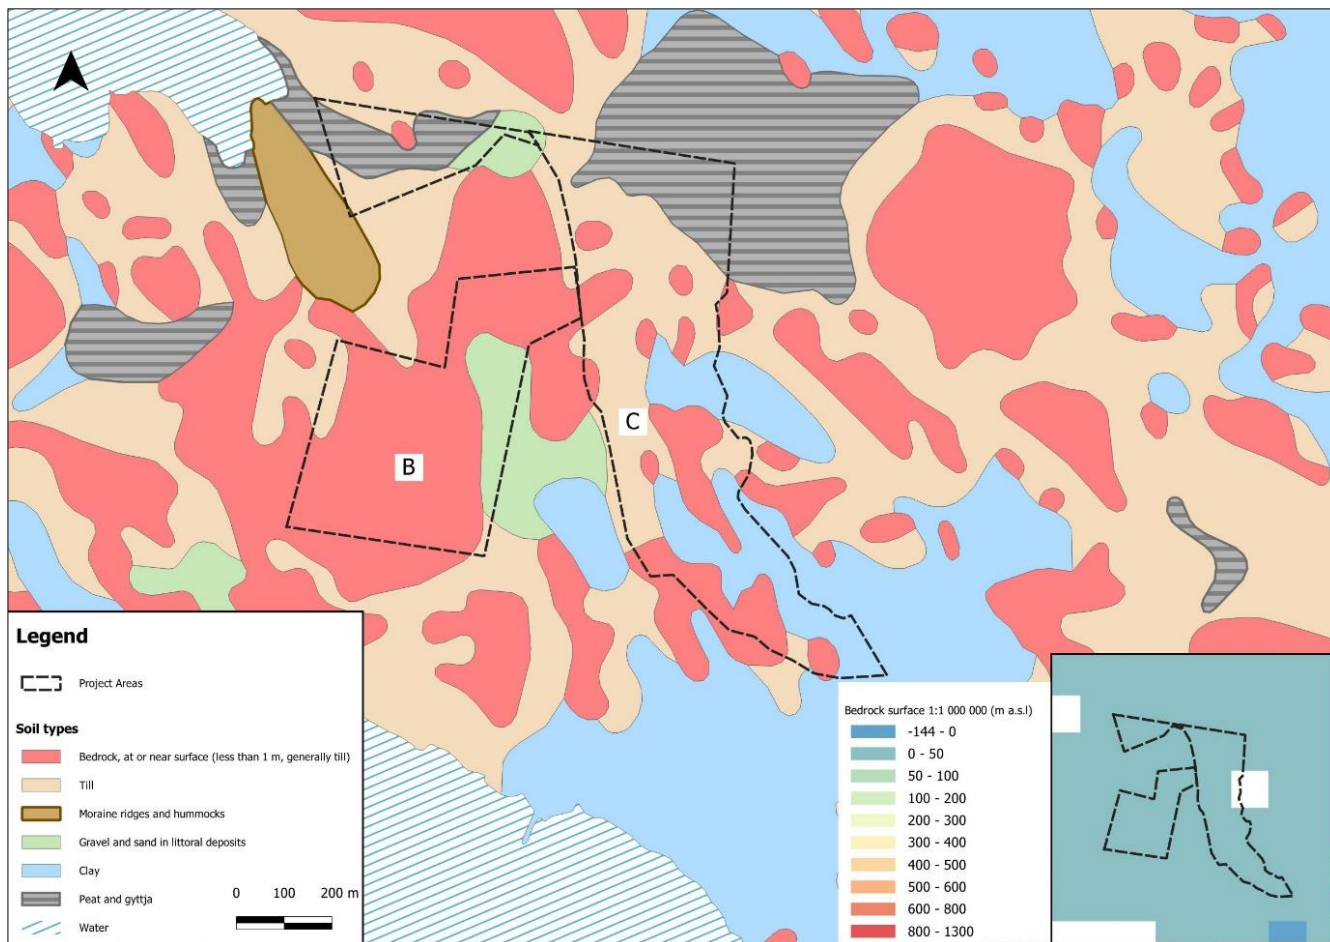 B
C
Legend
Project Areas
Soil types
Bedrock, at or near surface (less than 1 m, generally till)
Till
Moraine ridges and hummocks
Gravel and sand in littoral deposits
Clay
Peat and gyttja
Water
0 100 200 m
Bedrock surface 1:1 000 000 (m a.s.l)
-144 - 0
0 - 50
50 - 100
100 - 200
200 - 300
300 - 400
400 - 500
500 - 600
600 - 800
800 - 1300